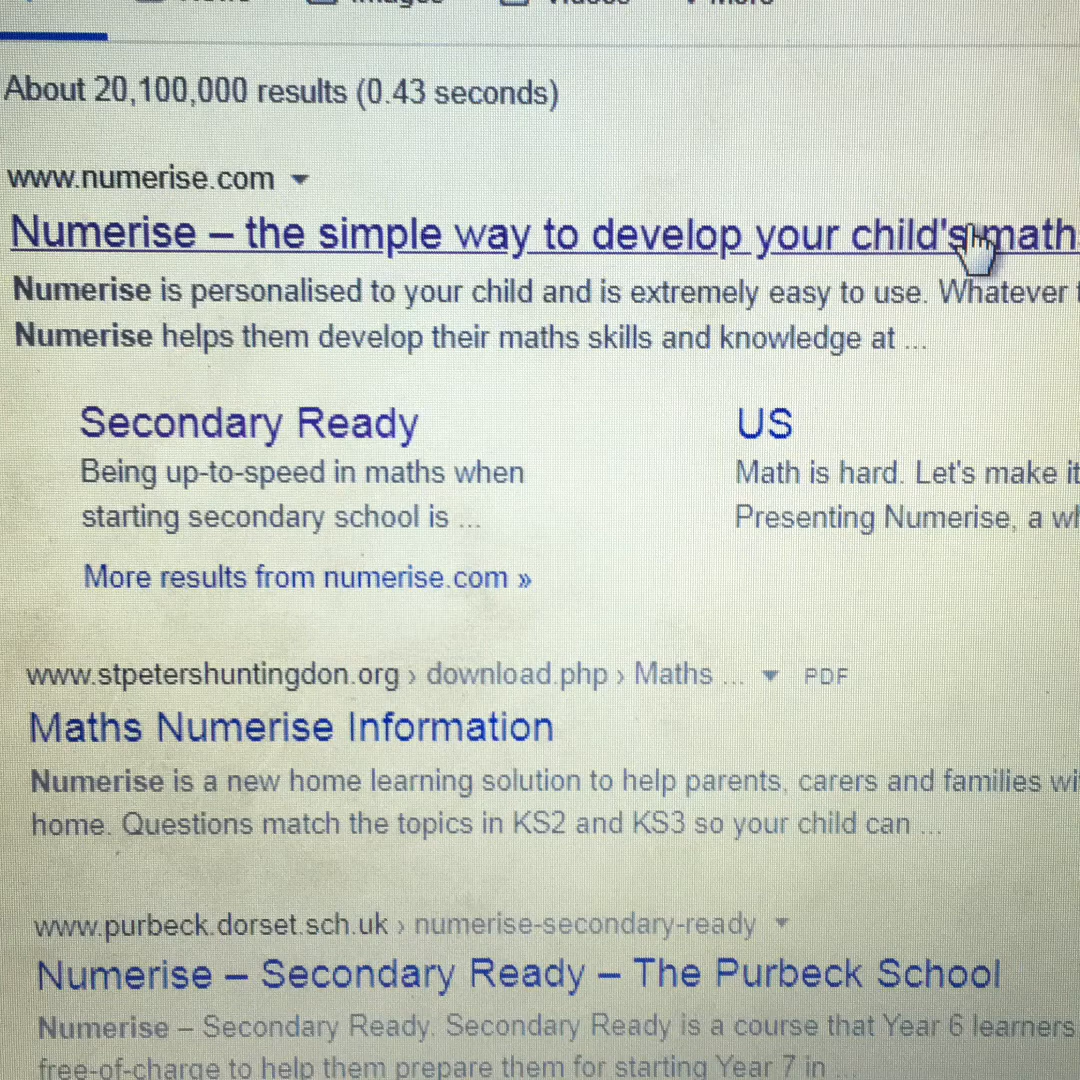 About 20,100,000 results (0.43 seconds)
www.numerise.com
Numerise – the simple way to develop your child's math
Numerise is personalised to your child and is extremely easy to use. Whatever
Numerise helps them develop their maths skills and knowledge at ...
Secondary Ready
Being up-to-speed in maths when
starting secondary school is ...
US
Math is hard. Let's make it
Presenting Numerise, a
More results from numerise.com »
www.stpetershuntingdon.org › download.php › Maths ... PDF
Maths Numerise Information
Numerise is a new home learning solution to help parents, carers and families
home. Questions match the topics in KS2 and KS3 so your child can ...
www.purbeck.dorset.sch.uk › numerise-secondary-ready
Numerise – Secondary Ready – The Purbeck School
Numerise – Secondary Ready. Secondary Ready is a course that Year 6 learners
free-of-charge to help them prepare them for starting Year 7 in ...